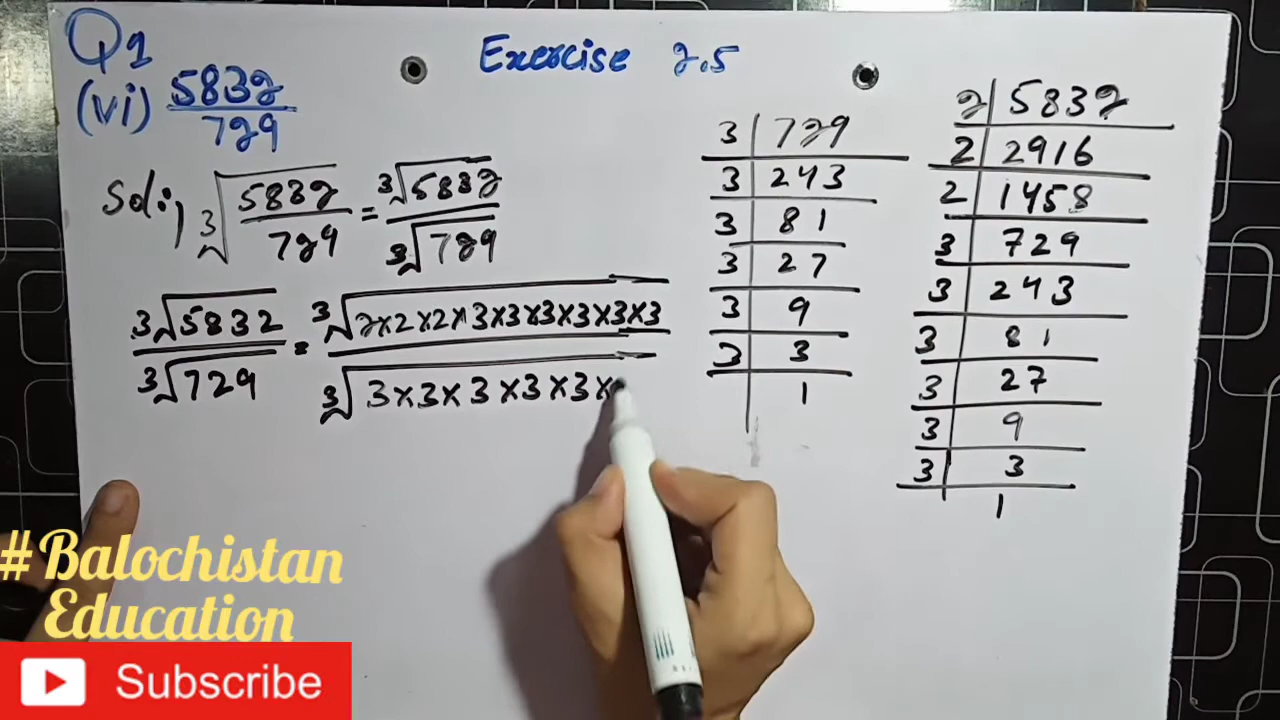 Q1
Exercise 2.5
(vi) 5832/729
Sol:, ∛(5832/729) = ∛5832/∛729
∛5832/∛729 = ∛(2×2×2×3×3×3×3×3×3)/∛(3×3×3×3×3×
3 | 729
3 | 243
3 | 81
3 | 27
3 | 9
3 | 3
1
2 | 5832
2 | 2916
2 | 1458
3 | 729
3 | 243
3 | 81
3 | 27
3 | 9
3 | 3
1
#Balochistan
Education
Subscribe